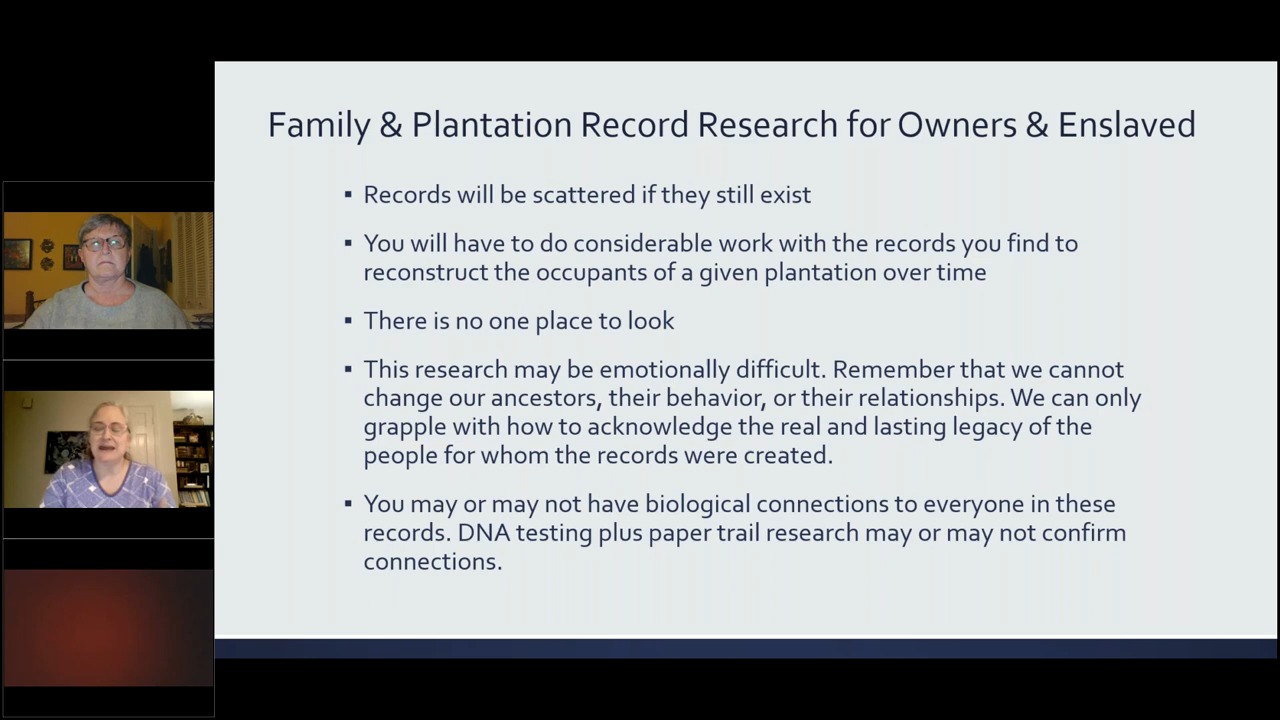 Family & Plantation Record Research for Owners & Enslaved
▪ Records will be scattered if they still exist
▪ You will have to do considerable work with the records you find to
reconstruct the occupants of a given plantation over time
▪ There is no one place to look
▪ This research may be emotionally difficult. Remember that we cannot
change our ancestors, their behavior, or their relationships. We can only
grapple with how to acknowledge the real and lasting legacy of the
people for whom the records were created.
▪ You may or may not have biological connections to everyone in these
records. DNA testing plus paper trail research may or may not confirm
connections.